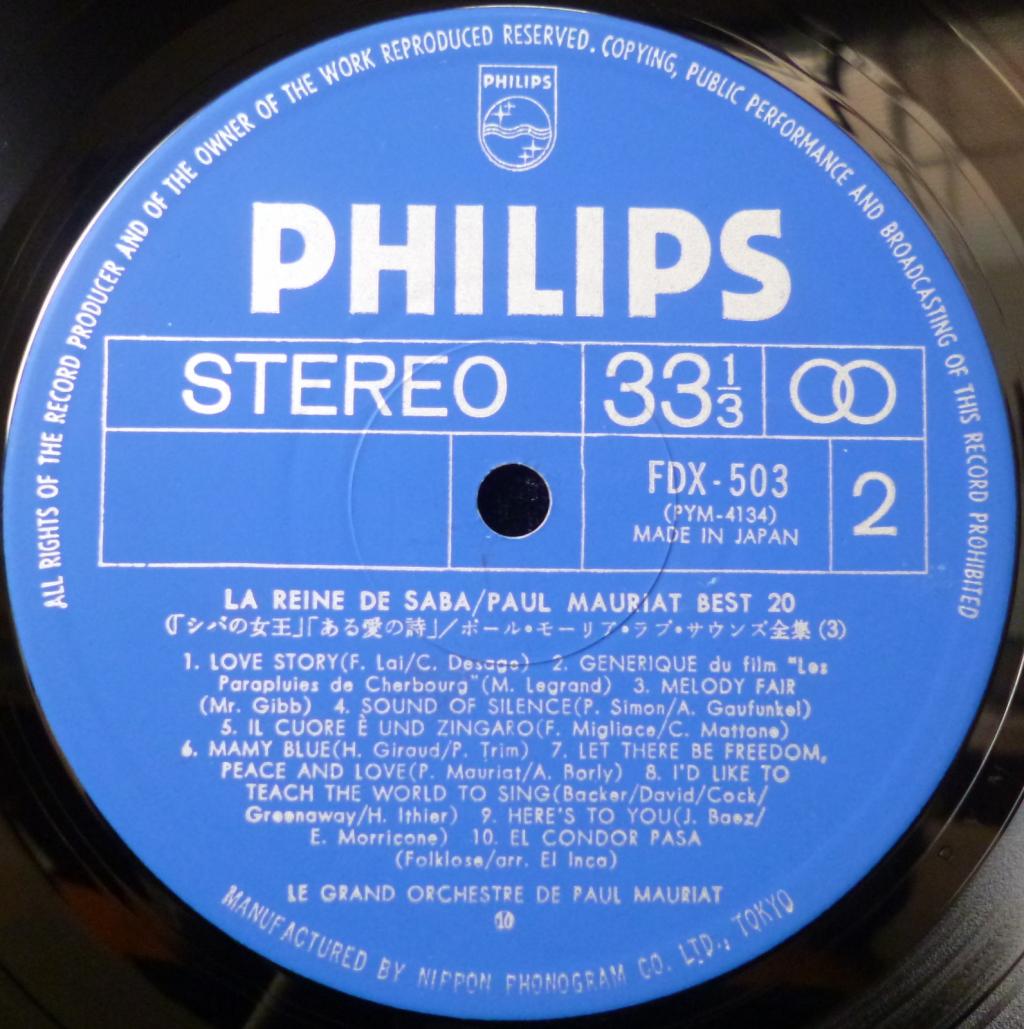 ALL RIGHTS OF THE RECORD PRODUCER AND OF THE OWNER OF THE WORK REPRODUCED RESERVED. COPYING, PUBLIC PERFORMANCE AND BROADCASTING OF THIS RECORD PROHIBITED
PHILIPS
PHILIPS
STEREO 33 1/3
FDX-503
(PYM-4134)
MADE IN JAPAN
2
LA REINE DE SABA/PAUL MAURIAT BEST 20
(「シバの女王」「ある愛の詩」/ポール・モーリア・ラブ・サウンズ全集(3)
1. LOVE STORY(F. Lai/C. Desage) 2. GENERIQUE du film "Les
Parapluies de Cherbourg"(M. Legrand) 3. MELODY FAIR
(Mr. Gibb) 4. SOUND OF SILENCE(P. Simon/A. Gaufunkel)
5. IL CUORE È UND ZINGARO(F. Migliace/C. Mattone)
6. MAMY BLUE(H. Giraud/P. Trim) 7. LET THERE BE FREEDOM,
PEACE AND LOVE(P. Mauriat/A. Borly) 8. I'D LIKE TO
TEACH THE WORLD TO SING(Backer/David/Cock/
Greenaway/H. Ithier) 9. HERE'S TO YOU(J. Baez/
E. Morricone) 10. EL CONDOR PASA
(Folklose/arr. El Inca)
LE GRAND ORCHESTRE DE PAUL MAURIAT
10
MANUFACTURED BY NIPPON PHONOGRAM CO. LTD., TOKYO